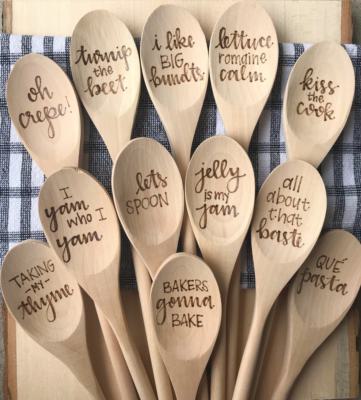 oh
crepe!
turnip
the
beet
i like
BIG
bundts
lettuce
romaine
calm
kiss
the
cook
I
yam who I
yam
lets
SPOON
jelly
is my
jam
all
about
that
baste
TAKING
-MY-
thyme
BAKERS
gonna
BAKE
QUÉ
pasta